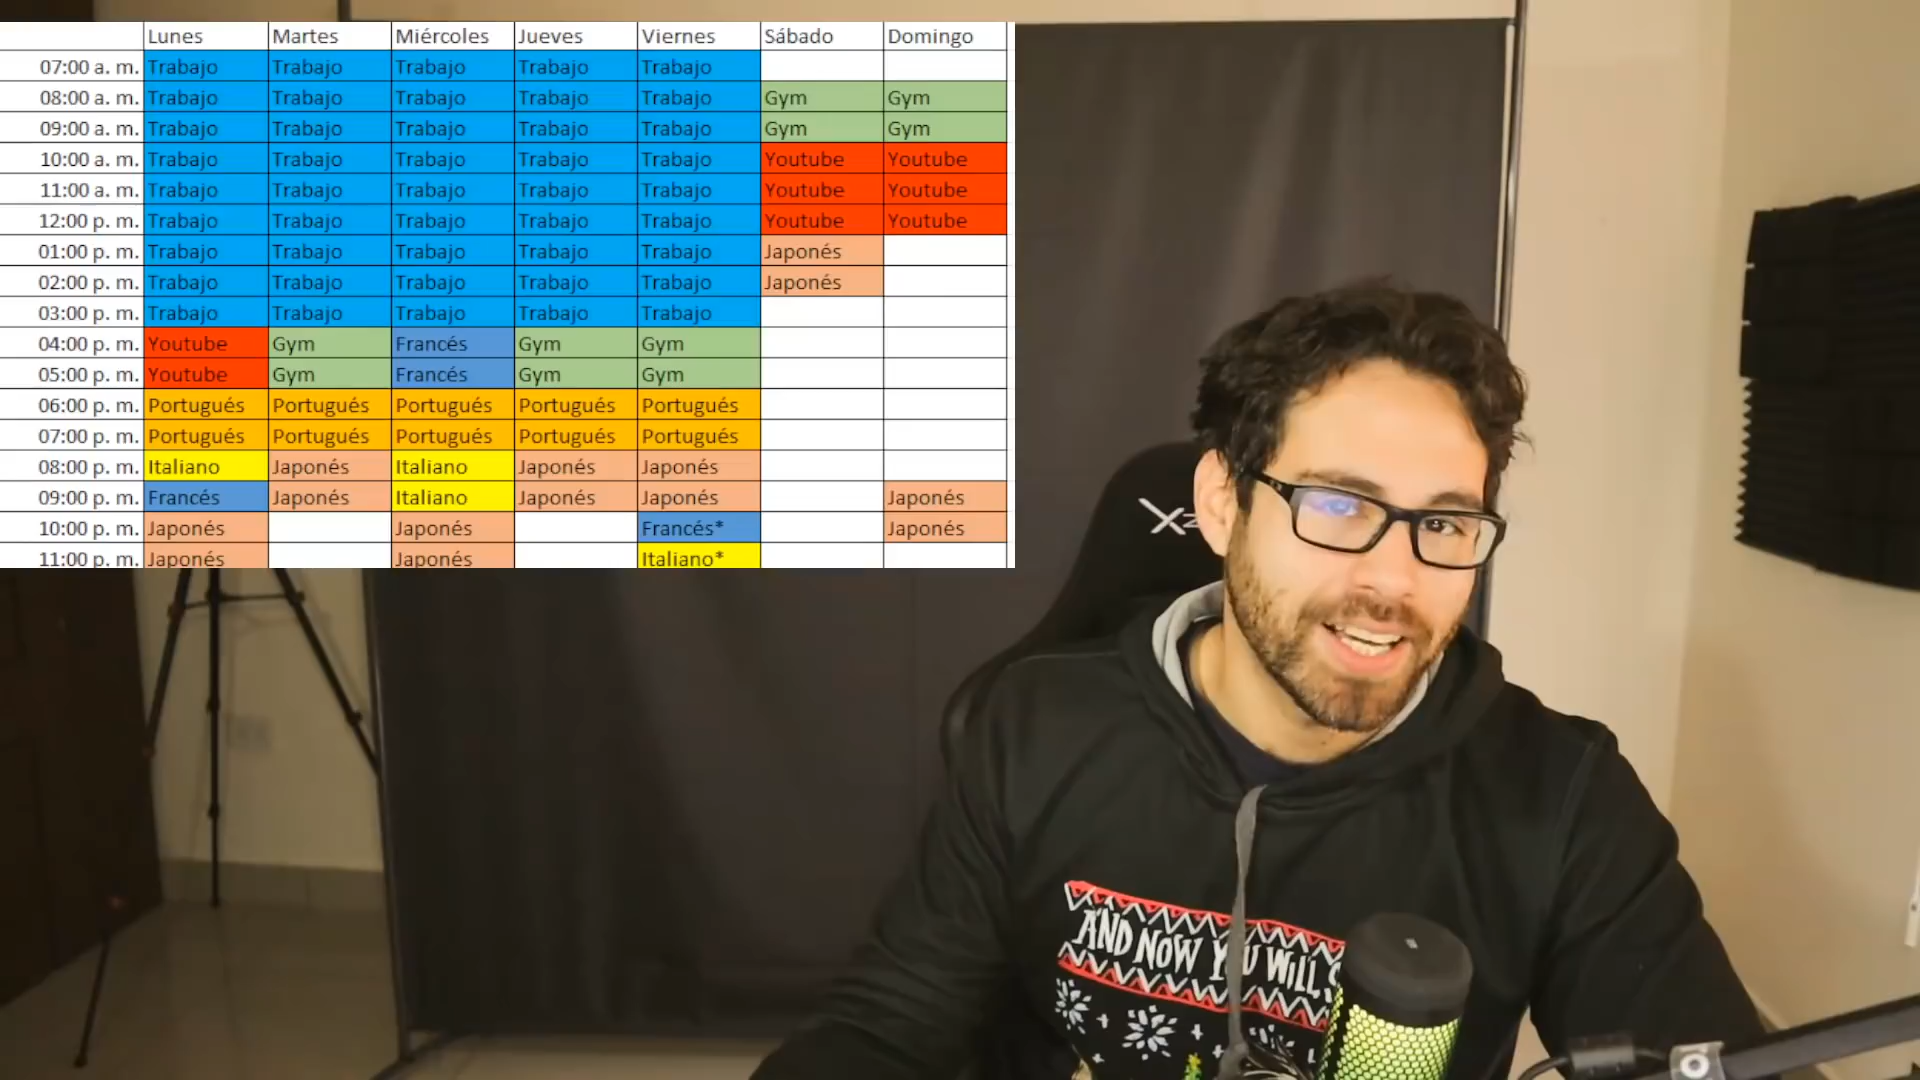 Lunes Martes Miércoles Jueves Viernes Sábado Domingo
07:00 a. m. Trabajo Trabajo Trabajo Trabajo Trabajo
08:00 a. m. Trabajo Trabajo Trabajo Trabajo Trabajo Gym Gym
09:00 a. m. Trabajo Trabajo Trabajo Trabajo Trabajo Gym Gym
10:00 a. m. Trabajo Trabajo Trabajo Trabajo Trabajo Youtube Youtube
11:00 a. m. Trabajo Trabajo Trabajo Trabajo Trabajo Youtube Youtube
12:00 p. m. Trabajo Trabajo Trabajo Trabajo Trabajo Youtube Youtube
01:00 p. m. Trabajo Trabajo Trabajo Trabajo Trabajo Japonés
02:00 p. m. Trabajo Trabajo Trabajo Trabajo Trabajo Japonés
03:00 p. m. Trabajo Trabajo Trabajo Trabajo Trabajo
04:00 p. m. Youtube Gym Francés Gym Gym
05:00 p. m. Youtube Gym Francés Gym Gym
06:00 p. m. Portugués Portugués Portugués Portugués Portugués
07:00 p. m. Portugués Portugués Portugués Portugués Portugués
08:00 p. m. Italiano Japonés Italiano Japonés Japonés
09:00 p. m. Francés Japonés Italiano Japonés Japonés Japonés
10:00 p. m. Japonés Japonés Francés* Japonés
11:00 p. m. Japonés Japonés Italiano*
AND NOW YOU WILL